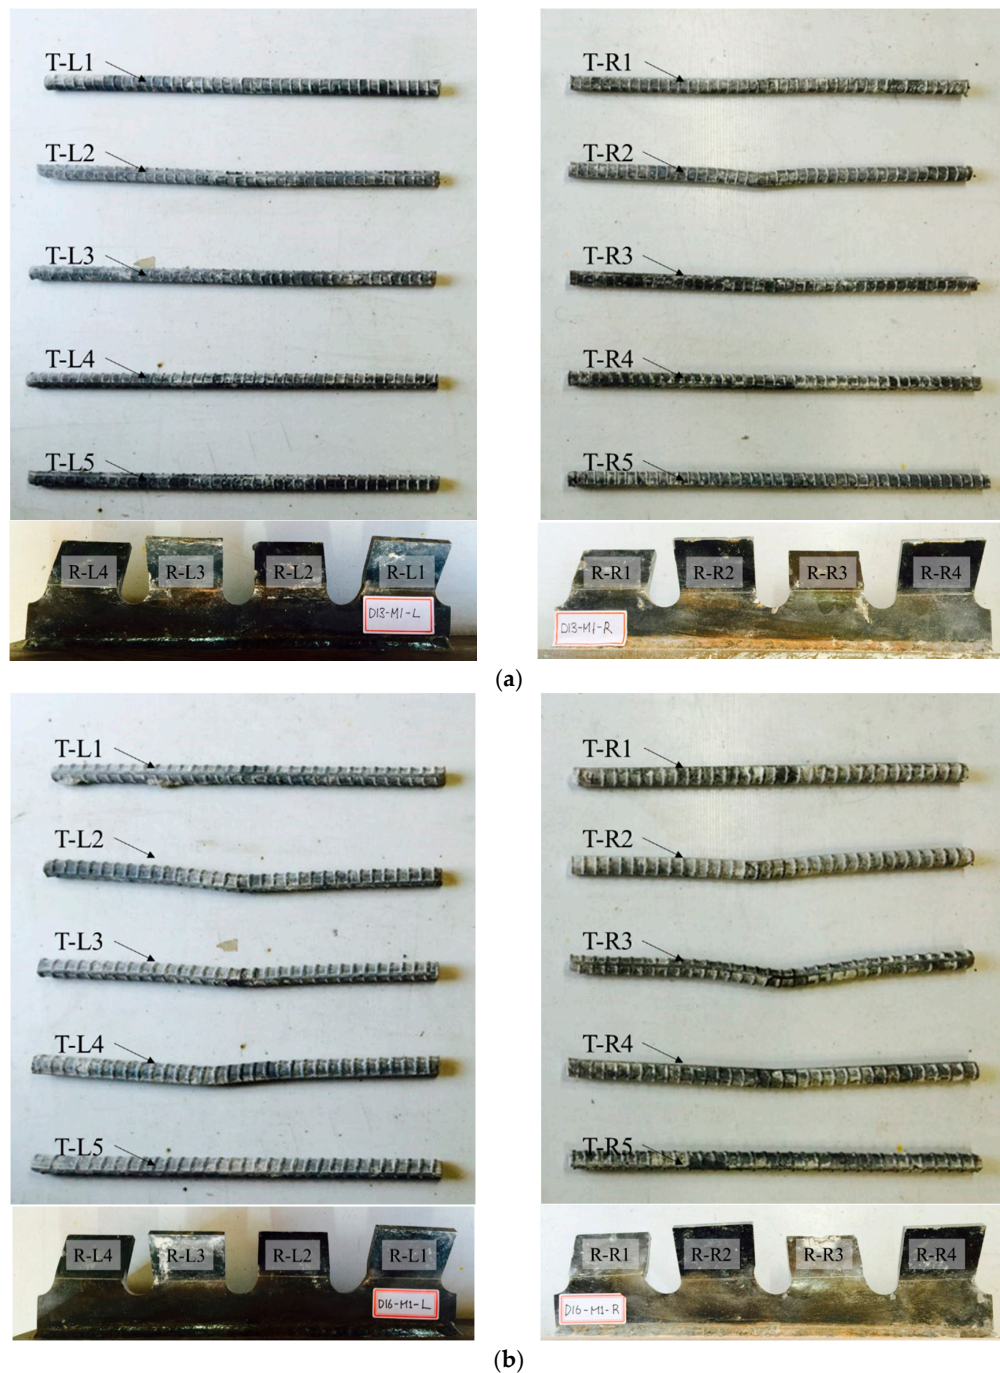 T-L1
T-L2
T-L3
T-L4
T-L5
T-R1
T-R2
T-R3
T-R4
T-R5
R-L4 R-L3 R-L2 R-L1
D13-M1-L
R-R1 R-R2 R-R3 R-R4
D13-M1-R
(a)
T-L1
T-L2
T-L3
T-L4
T-L5
T-R1
T-R2
T-R3
T-R4
T-R5
R-L4 R-L3 R-L2 R-L1
D16-M1-L
R-R1 R-R2 R-R3 R-R4
D16-M1-R
(b)